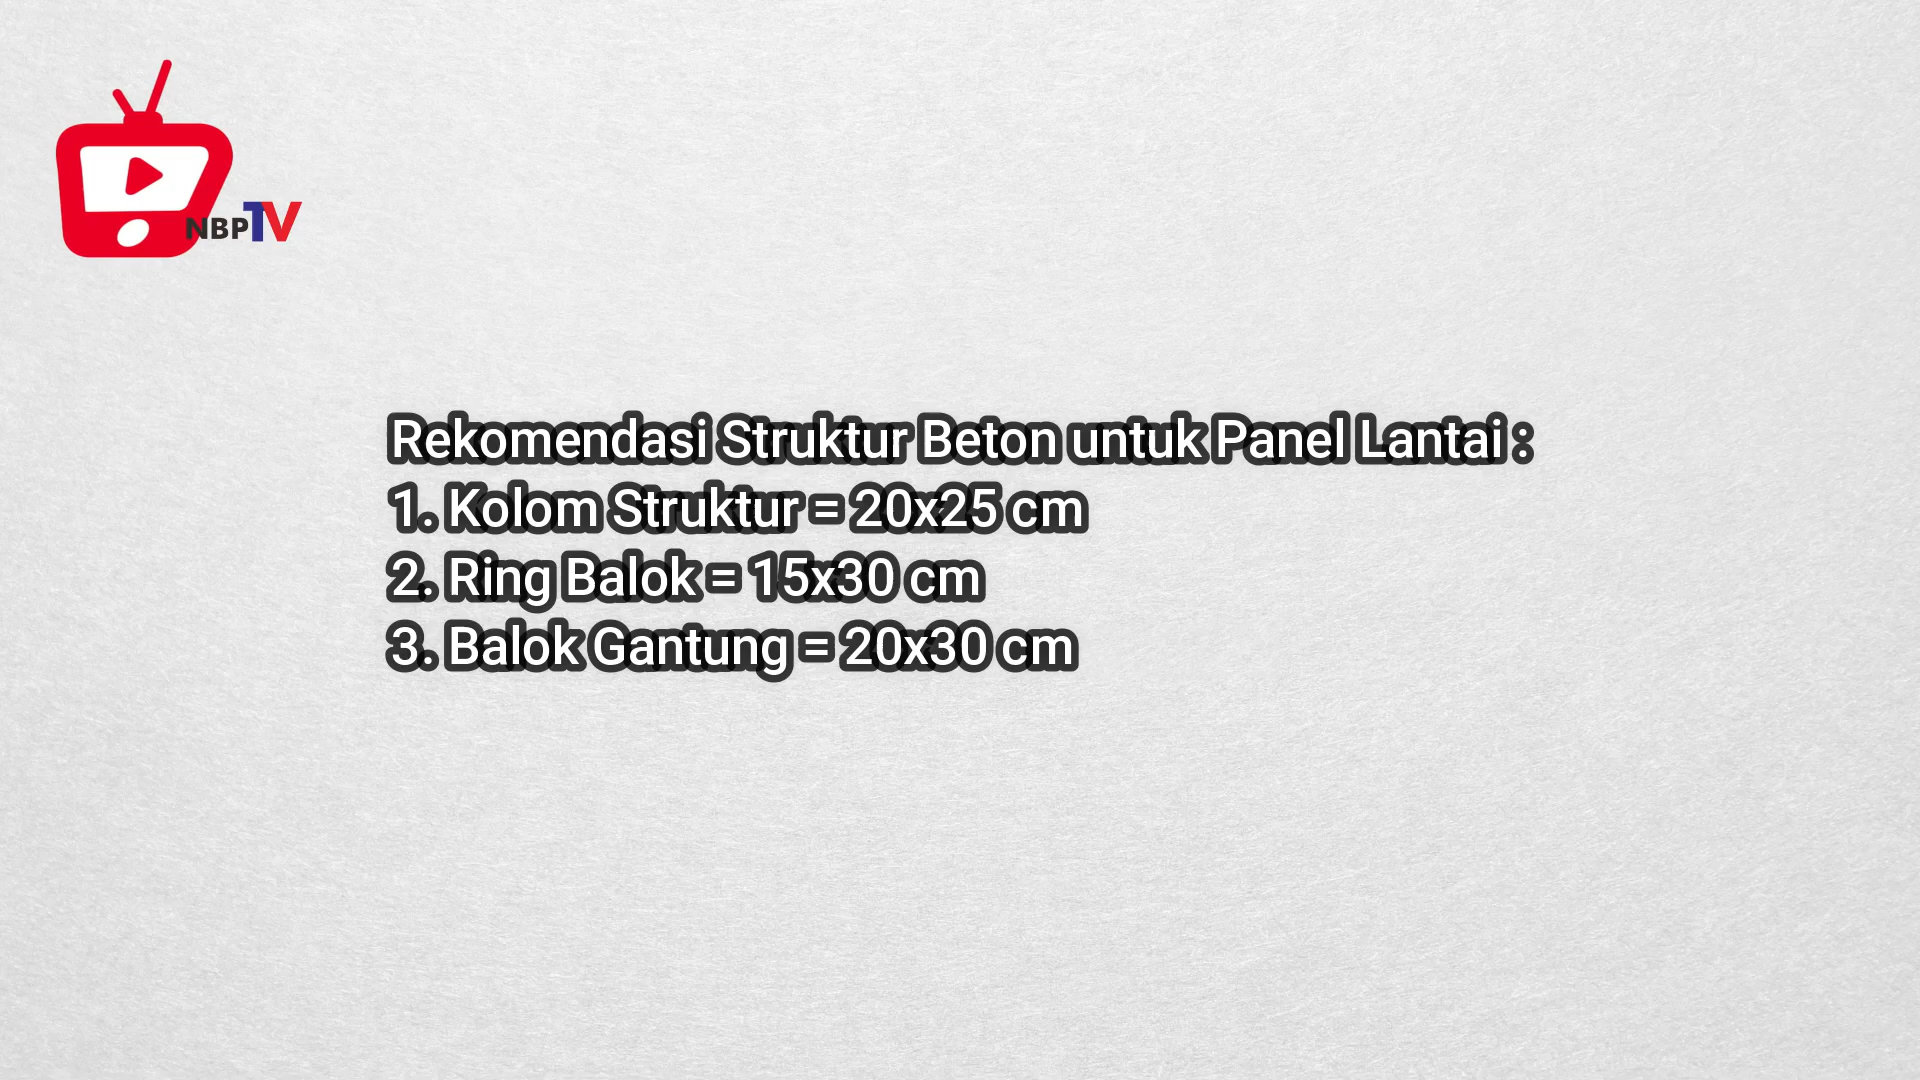 NBPTV
Rekomendasi Struktur Beton untuk Panel Lantai :
1. Kolom Struktur = 20x25 cm
2. Ring Balok = 15x30 cm
3. Balok Gantung = 20x30 cm